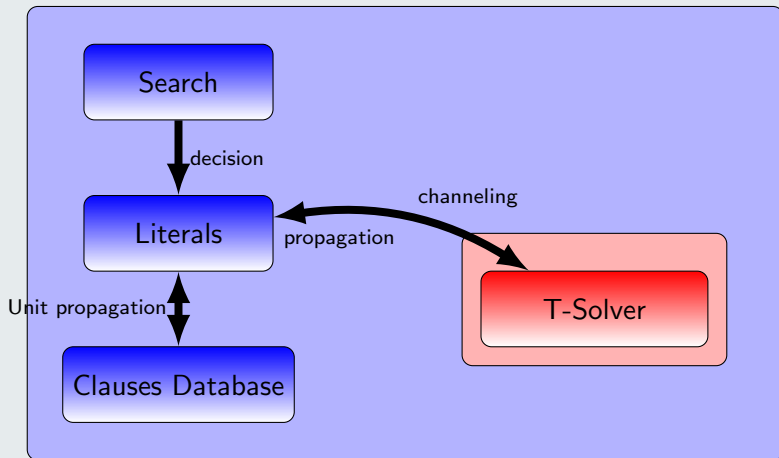 Search
decision
channeling
Literals
propagation
Unit propagation
T-Solver
Clauses Database